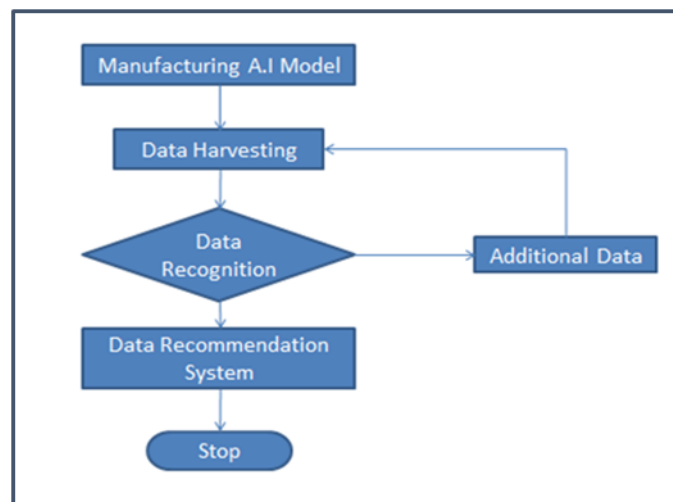 Manufacturing A.I Model
Data Harvesting
Data
Recognition
Additional Data
Data Recommendation
System
Stop